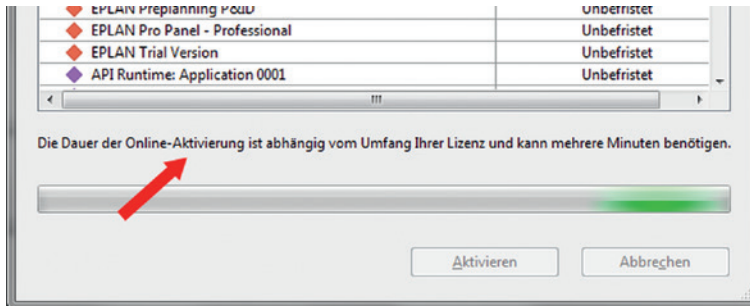 EPLAN Preplanning P&ID Unbefristet
EPLAN Pro Panel - Professional Unbefristet
EPLAN Trial Version Unbefristet
API Runtime: Application 0001 Unbefristet
Die Dauer der Online-Aktivierung ist abhängig vom Umfang Ihrer Lizenz und kann mehrere Minuten benötigen.
Aktivieren Abbrechen